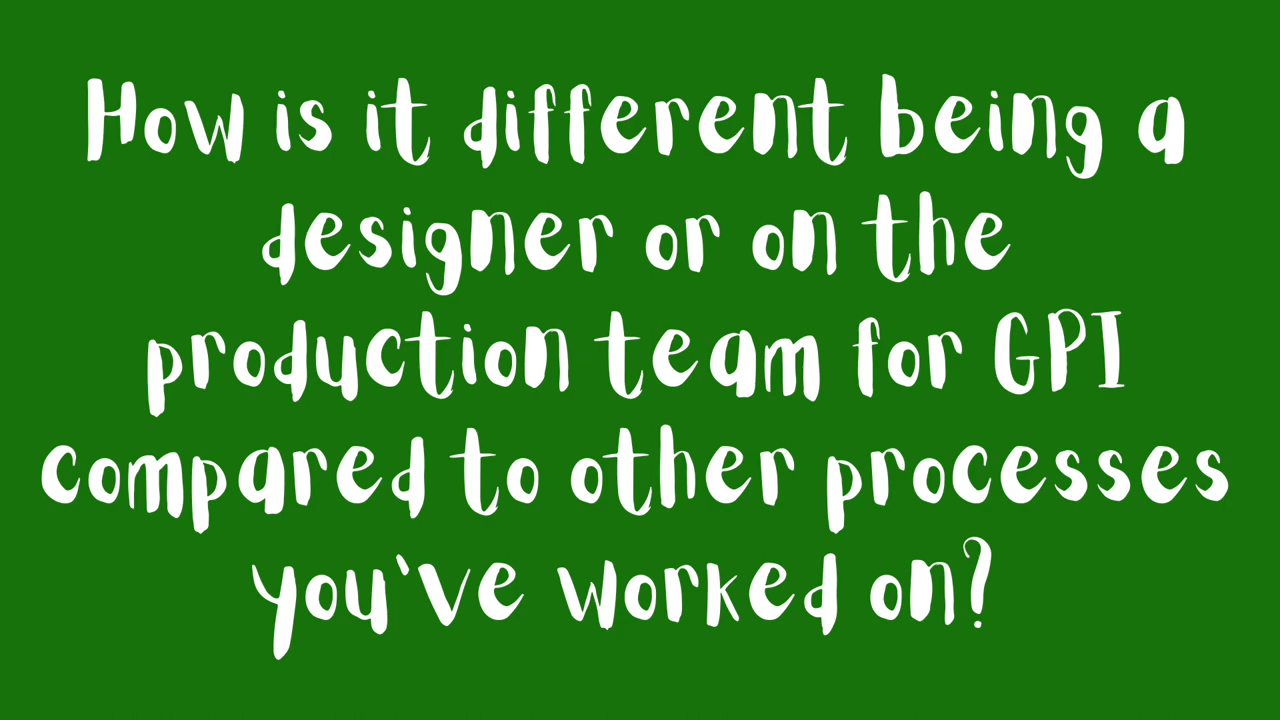 How is it different being a
designer or on the
production team for GPI
compared to other processes
you've worked on?